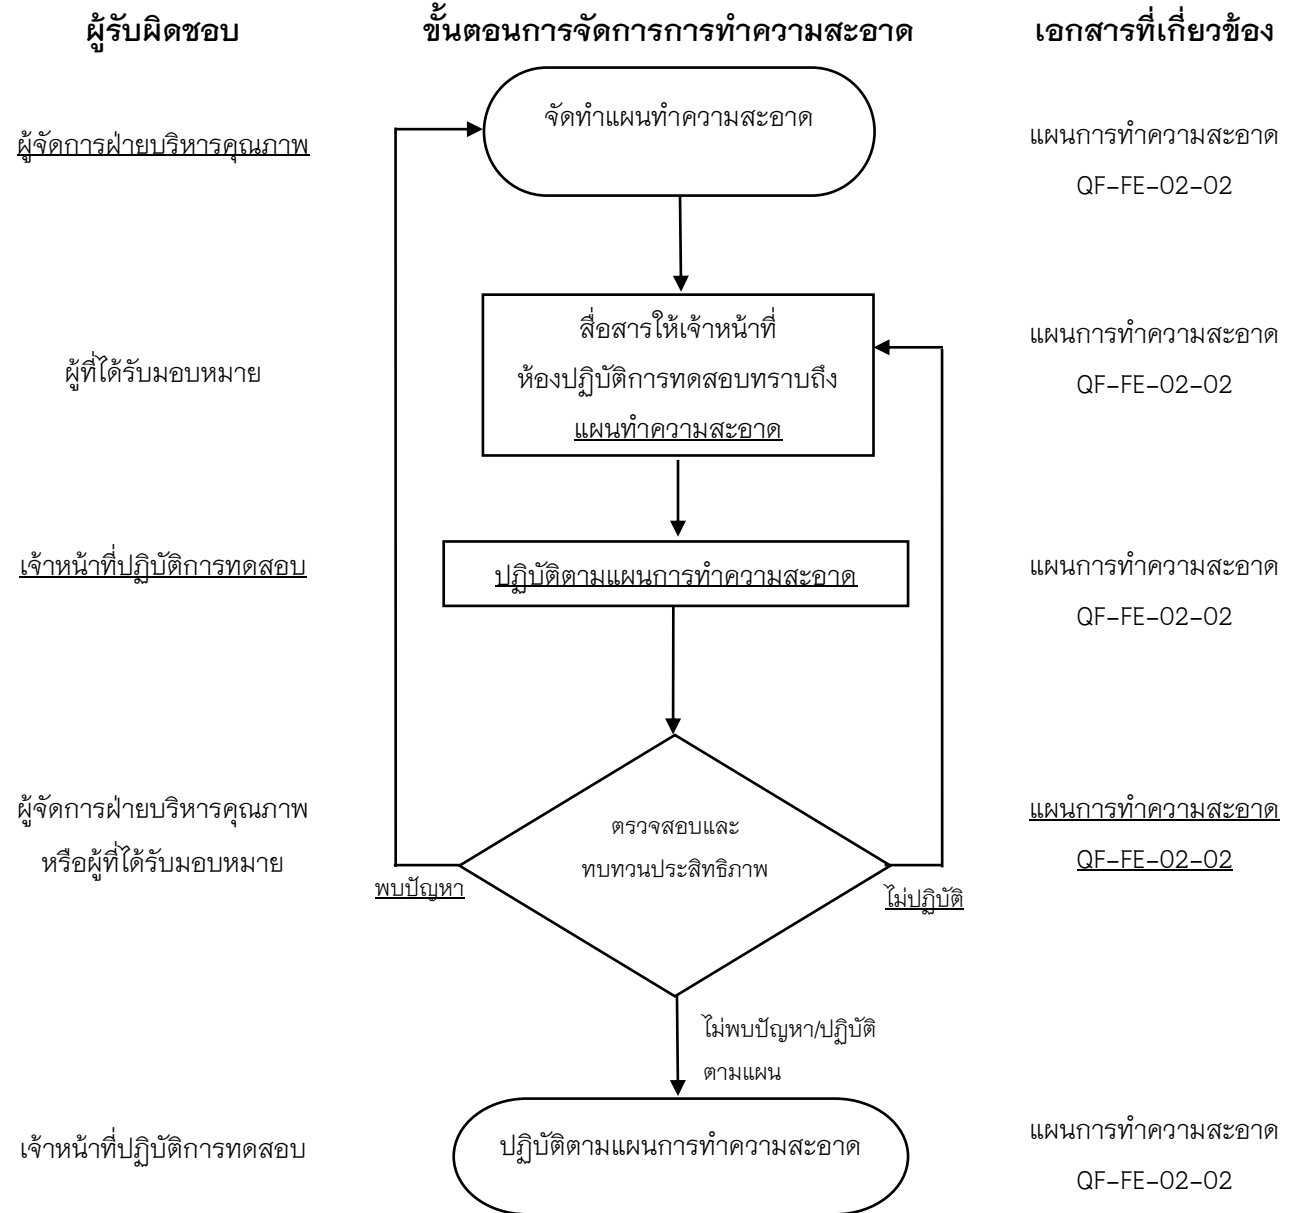 ผู้รับผิดชอบ
ขั้นตอนการจัดการการทำความสะอาด
เอกสารที่เกี่ยวข้อง
ผู้จัดการฝ่ายบริหารคุณภาพ
จัดทำแผนทำความสะอาด
แผนการทำความสะอาด
QF-FE-02-02
ผู้ที่ได้รับมอบหมาย
สื่อสารให้เจ้าหน้าที่
ห้องปฏิบัติการทดสอบทราบถึง
แผนทำความสะอาด
แผนการทำความสะอาด
QF-FE-02-02
เจ้าหน้าที่ปฏิบัติการทดสอบ
ปฏิบัติตามแผนการทำความสะอาด
แผนการทำความสะอาด
QF-FE-02-02
ผู้จัดการฝ่ายบริหารคุณภาพ
หรือผู้ที่ได้รับมอบหมาย
ตรวจสอบและ
ทบทวนประสิทธิภาพ
พบปัญหา
ไม่ปฏิบัติ
แผนการทำความสะอาด
QF-FE-02-02
ไม่พบปัญหา/ปฏิบัติ
ตามแผน
เจ้าหน้าที่ปฏิบัติการทดสอบ
ปฏิบัติตามแผนการทำความสะอาด
แผนการทำความสะอาด
QF-FE-02-02